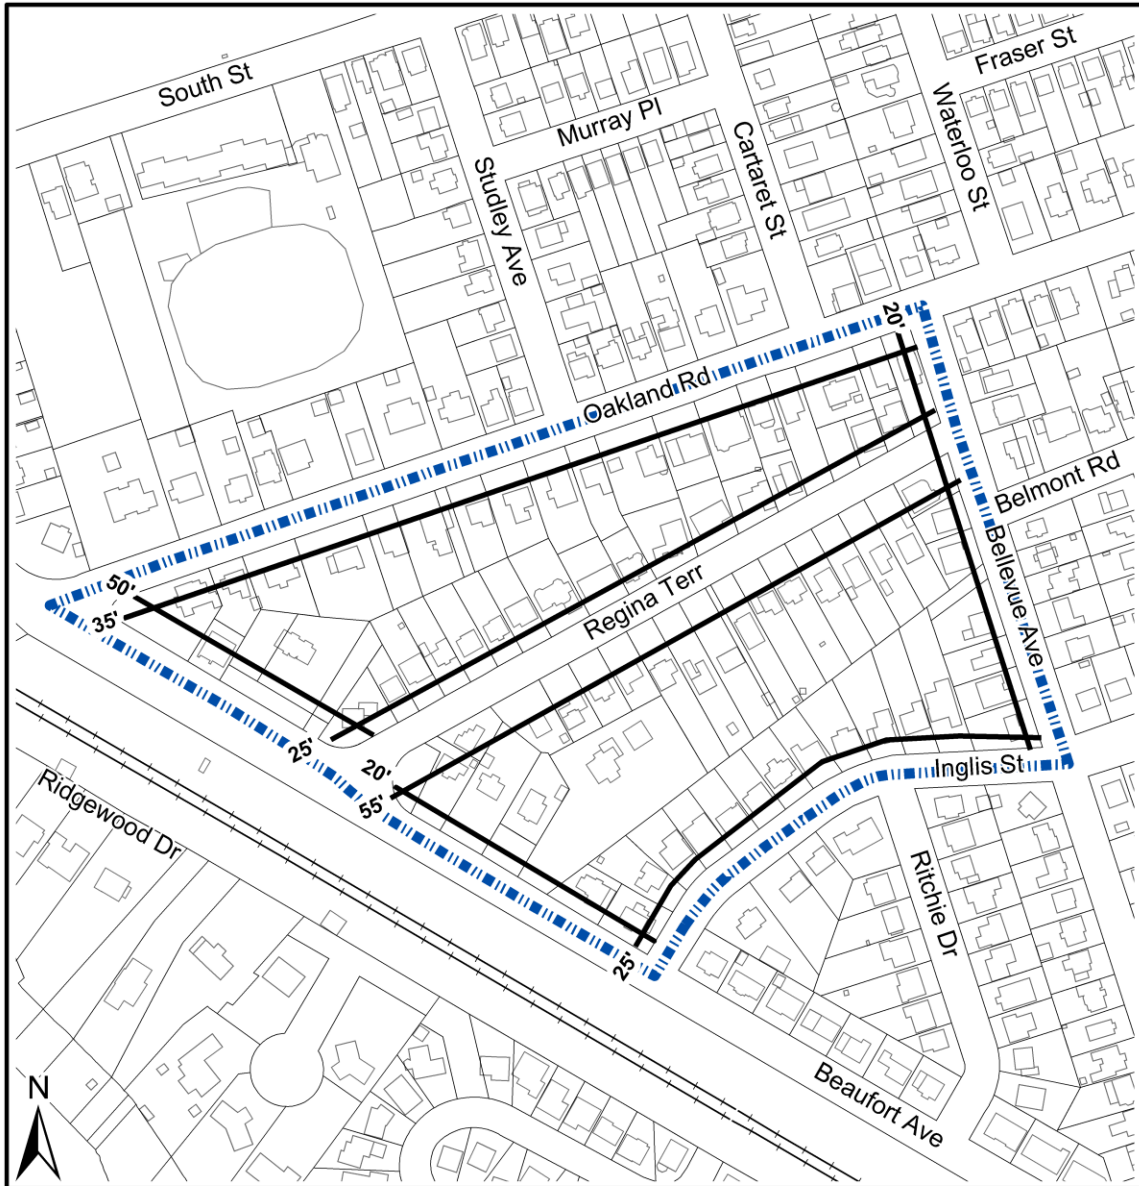 Fraser St
South St
Waterloo St
Murray Pl
Cartaret St
Studley Ave
20'
Oakland Rd
Belmont Rd
Bellevue Ave
50'
35'
Regina Terr
25'
20'
55'
Inglis St
Ridgewood Dr
Ritchie Dr
25'
Beaufort Ave
N